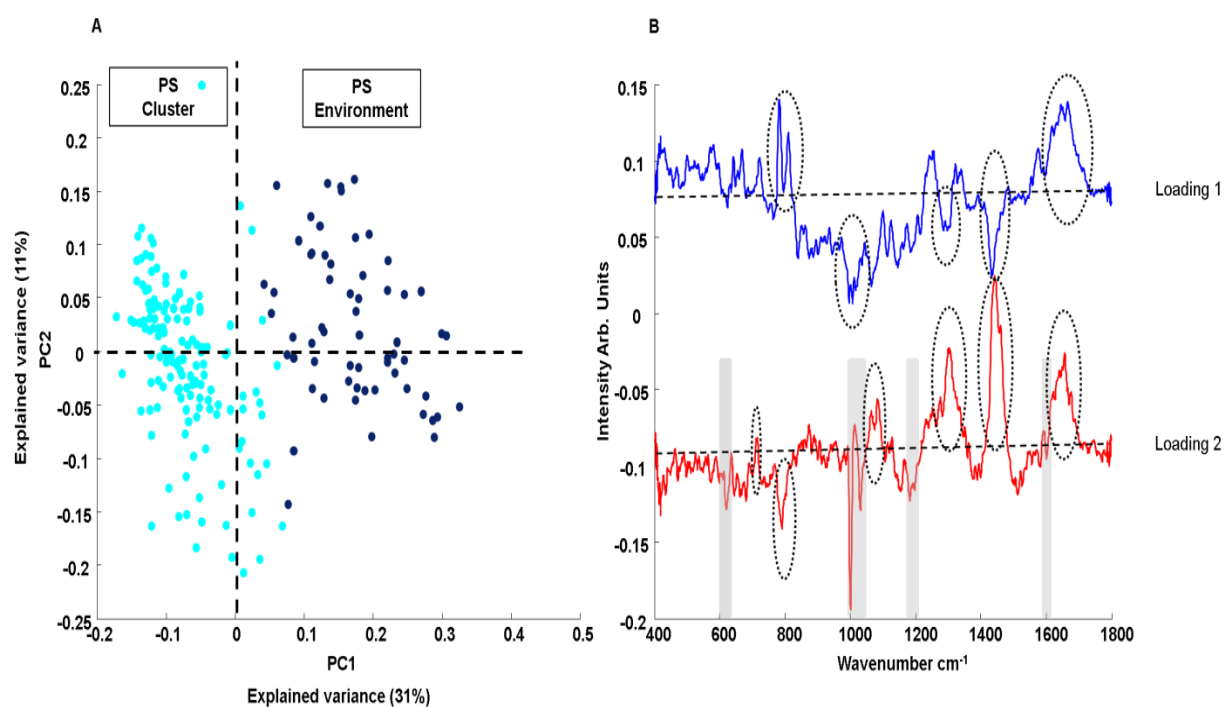 A
B
PS
Cluster
PS
Environment
0.25
0.2
0.15
0.1
0.05
0
-0.05
-0.1
-0.15
-0.2
-0.25
Explained variance (11%)
PC2
-0.2
-0.1
0
0.1
0.2
0.3
0.4
0.5
PC1
Explained variance (31%)
0.15
0.1
0.05
0
-0.05
-0.1
-0.15
-0.2
Intensity Arb. Units
400
600
800
1000
1200
1400
1600
1800
Wavenumber cm⁻¹
Loading 1
Loading 2